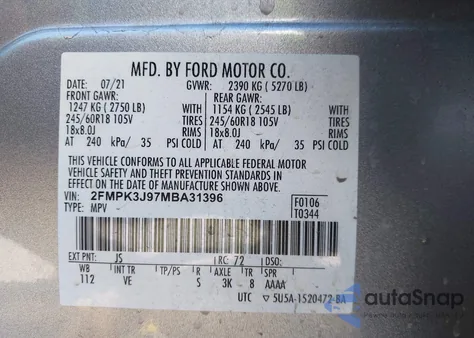 MFD. BY FORD MOTOR CO.
DATE: 07/21 GVWR: 2390 KG ( 5270 LB)
FRONT GAWR: REAR GAWR:
1247 KG ( 2750 LB) 1154 KG ( 2545 LB)
245/60R18 105V TIRES 245/60R18 105V TIRES
18x8.0J RIMS 18x8.0J RIMS
AT 240 kPa/ 35 PSI COLD AT 240 kPa/ 35 PSI COLD
THIS VEHICLE CONFORMS TO ALL APPLICABLE FEDERAL MOTOR
VEHICLE SAFETY AND THEFT PREVENTION STANDARDS IN
EFFECT ON THE DATE OF MANUFACTURE SHOWN ABOVE.
VIN: 2FMPK3J97MBA31396 F0106
TYPE: MPV T0344
EXT PNT: JS RC: 72 DSO:
WB INT TR TP/PS R AXLE TR SPR
112 VE S 3K 8 AAAA
UTC 5U5A-1520472-BA
autoSnap